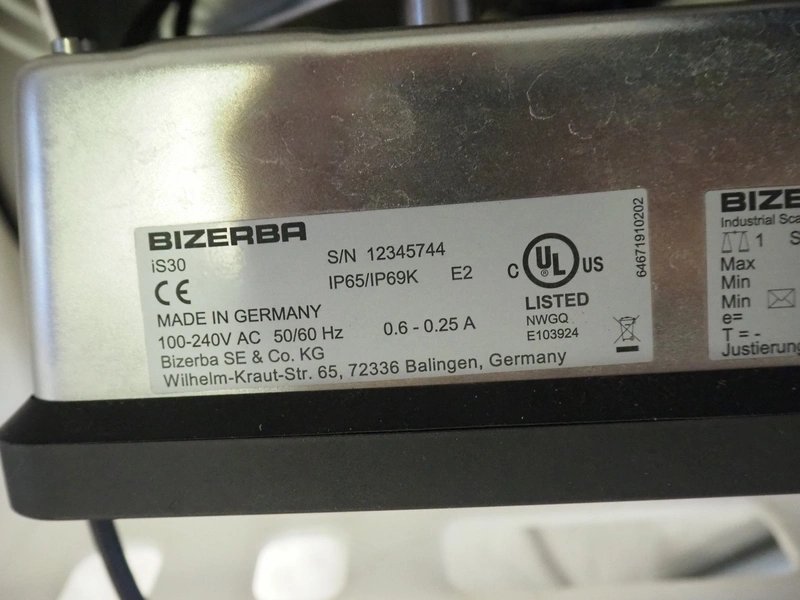 BIZERBA
iS30
S/N 12345744
IP65/IP69K E2
CE
MADE IN GERMANY
100-240V AC 50/60 Hz 0.6 - 0.25 A
Bizerba SE & Co. KG
Wilhelm-Kraut-Str. 65, 72336 Balingen, Germany
C UL US
LISTED
NWGQ
E103924
64671910202
BIZE
Industrial Sca
1 S
Max
Min
Min
e=
T = -
Justierung